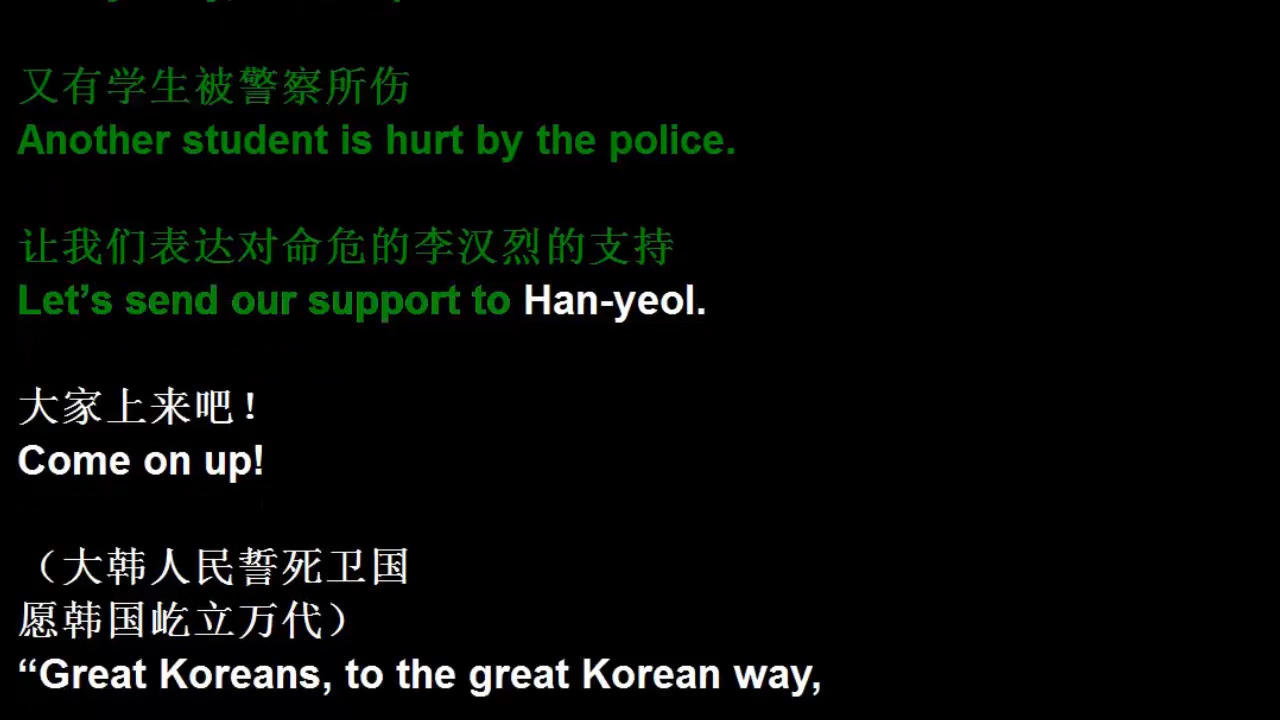 又有学生被警察所伤
Another student is hurt by the police.
让我们表达对命危的李汉烈的支持
Let’s send our support to Han-yeol.
大家上来吧！
Come on up!
（大韩人民誓死卫国
愿韩国屹立万代）
“Great Koreans, to the great Korean way,